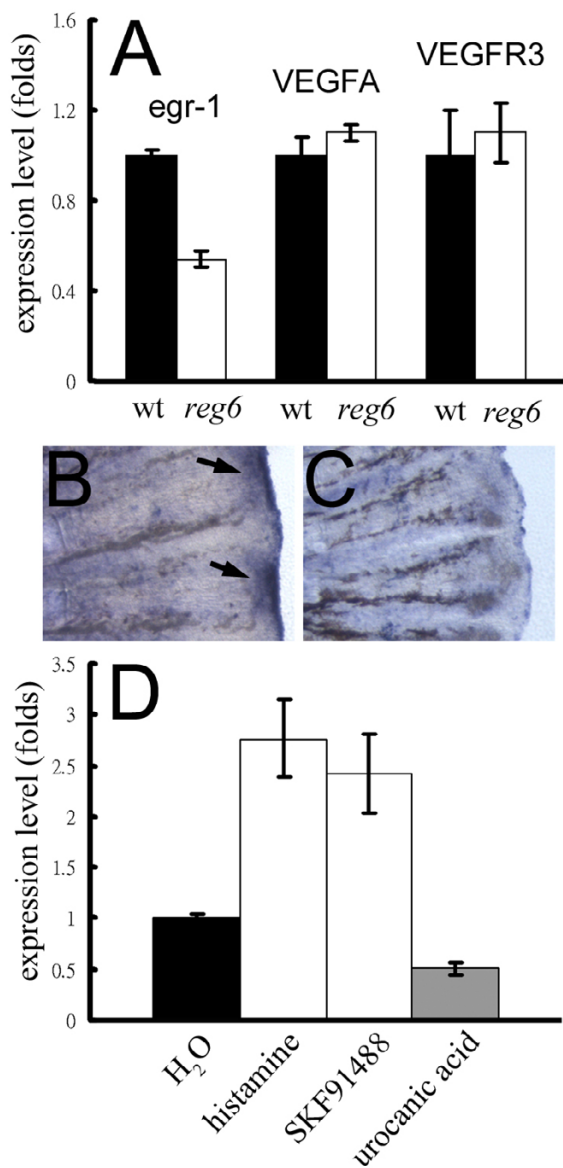 A
expression level (folds)
1.6
1.2
0.8
0.4
0
egr-1
VEGFA
VEGFR3
wt reg6 wt reg6 wt reg6
B
C
D
expression level (folds)
3.5
3
2.5
2
1.5
1
0.5
0
H₂O
histamine
SKF91488
urocanic acid